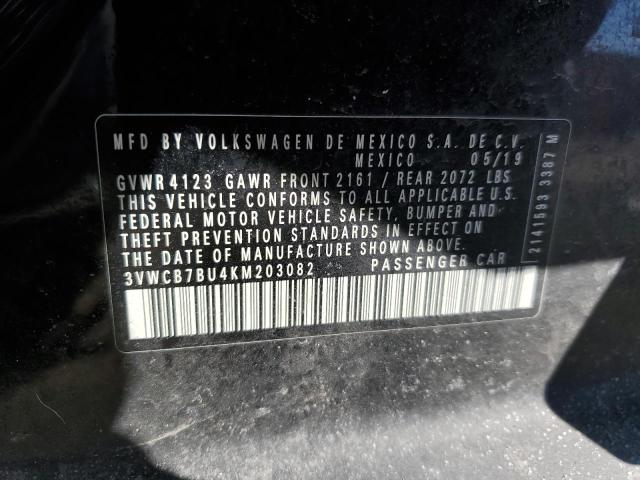 MFD BY VOLKSWAGEN DE MEXICO S.A. DE C.V.
MEXICO 05/19
GVWR 4123 GAWR FRONT 2161 / REAR 2072 LBS
THIS VEHICLE CONFORMS TO ALL APPLICABLE U.S.
FEDERAL MOTOR VEHICLE SAFETY, BUMPER AND
THEFT PREVENTION STANDARDS IN EFFECT ON
THE DATE OF MANUFACTURE SHOWN ABOVE.
3VWCB7BU4KM203082 PASSENGER CAR
2141593 3387 M